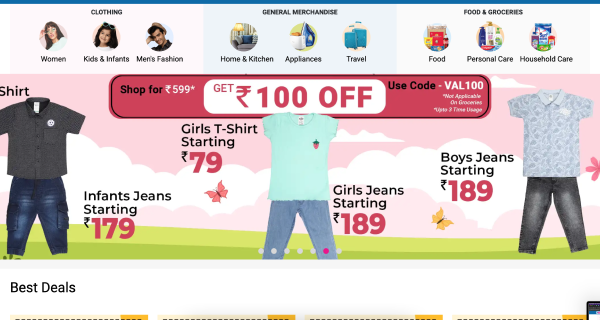 CLOTHING
GENERAL MERCHANDISE
FOOD & GROCERIES
Women
Kids & Infants
Men's Fashion
Home & Kitchen
Appliances
Travel
Food
Personal Care
Household Care
Shop for ₹599*
GET ₹100 OFF
Use Code - VAL100
*Not Applicable
On Groceries
*Upto 3 Time Usage
Shirt
Girls T-Shirt
Starting
₹79
Boys Jeans
Starting
₹189
Infants Jeans
Starting
₹179
Girls Jeans
Starting
₹189
Best Deals